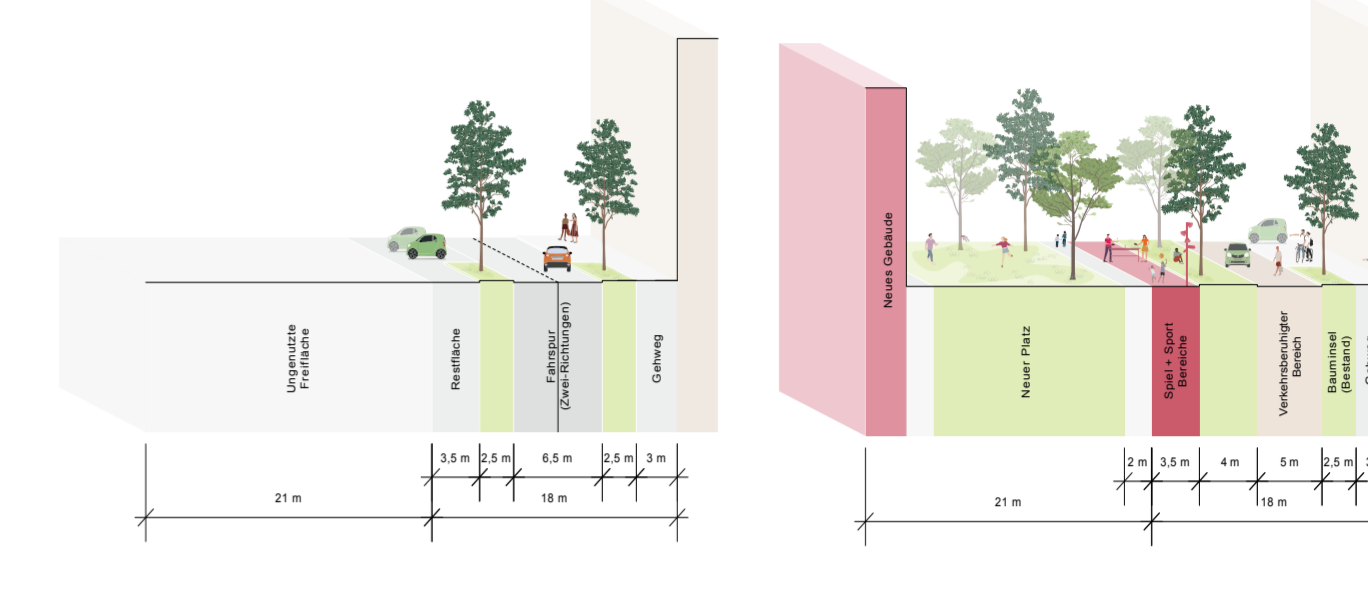 Ungenutzte
Freifläche
Restfläche
Fahrspur
(Zwei-Richtungen)
Gehweg
3,5 m
2,5 m
6,5 m
2,5 m
3 m
21 m
18 m
Neues Gebäude
Neuer Platz
Spiel + Sport
Bereiche
Verkehrsberuhigter
Bereich
Bauminsel
(Bestand)
2 m
3,5 m
4 m
5 m
2,5 m
21 m
18 m